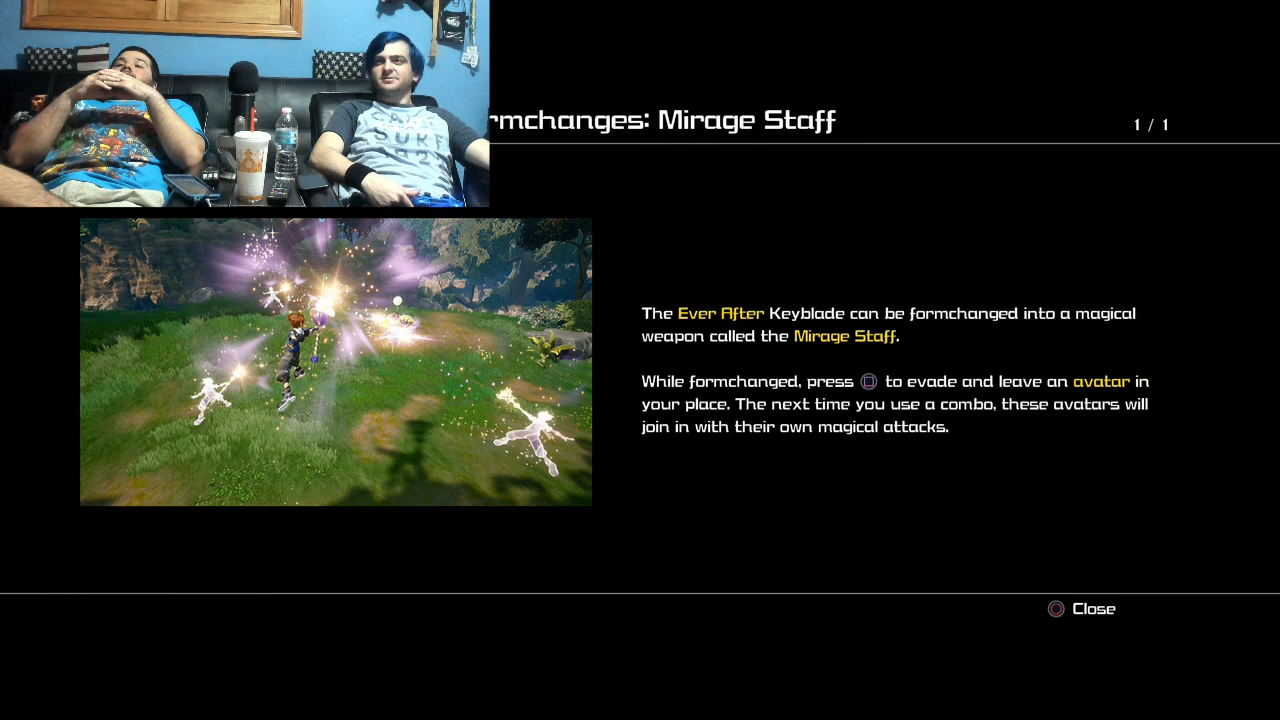 rmchanges: Mirage Staff
1 / 1
The Ever After Keyblade can be formchanged into a magical
weapon called the Mirage Staff.
While formchanged, press to evade and leave an avatar in
your place. The next time you use a combo, these avatars will
join in with their own magical attacks.
Close